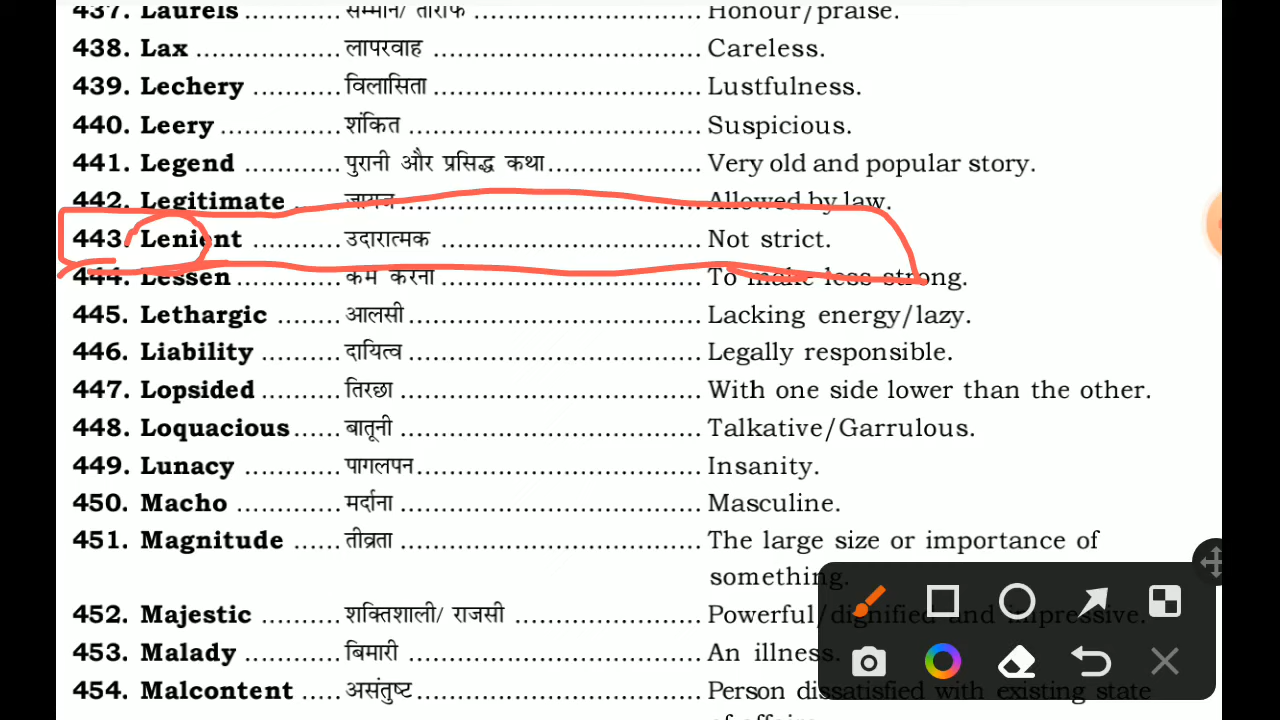 437. Laurels ................ सम्मान/ तारीफ ............................ Honour/praise.
438. Lax ................ लापरवाह .................................. Careless.
439. Lechery ........... विलासिता .................................. Lustfulness.
440. Leery .............. शंकित .................................... Suspicious.
441. Legend ........... पुरानी और प्रसिद्ध कथा.................... Very old and popular story.
442. Legitimate ..... जायज ..................................... Allowed by law.
443. Lenient ........... उदारात्मक ................................. Not strict.
444. Lessen ............ कम करना ................................. To make less strong.
445. Lethargic ........ आलसी .................................... Lacking energy/lazy.
446. Liability .......... दायित्व .................................... Legally responsible.
447. Lopsided .......... तिरछा ..................................... With one side lower than the other.
448. Loquacious...... बातूनी ..................................... Talkative/Garrulous.
449. Lunacy ............ पागलपन................................... Insanity.
450. Macho ............. मर्दाना ..................................... Masculine.
451. Magnitude ...... तीव्रता ..................................... The large size or importance of
something.
452. Majestic ........... शक्तिशाली/ राजसी ....................... Powerful/dignified and impressive.
453. Malady ............ बिमारी .................................... An illness.
454. Malcontent .... असंतुष्ट................................... Person dissatisfied with existing state
of affairs.